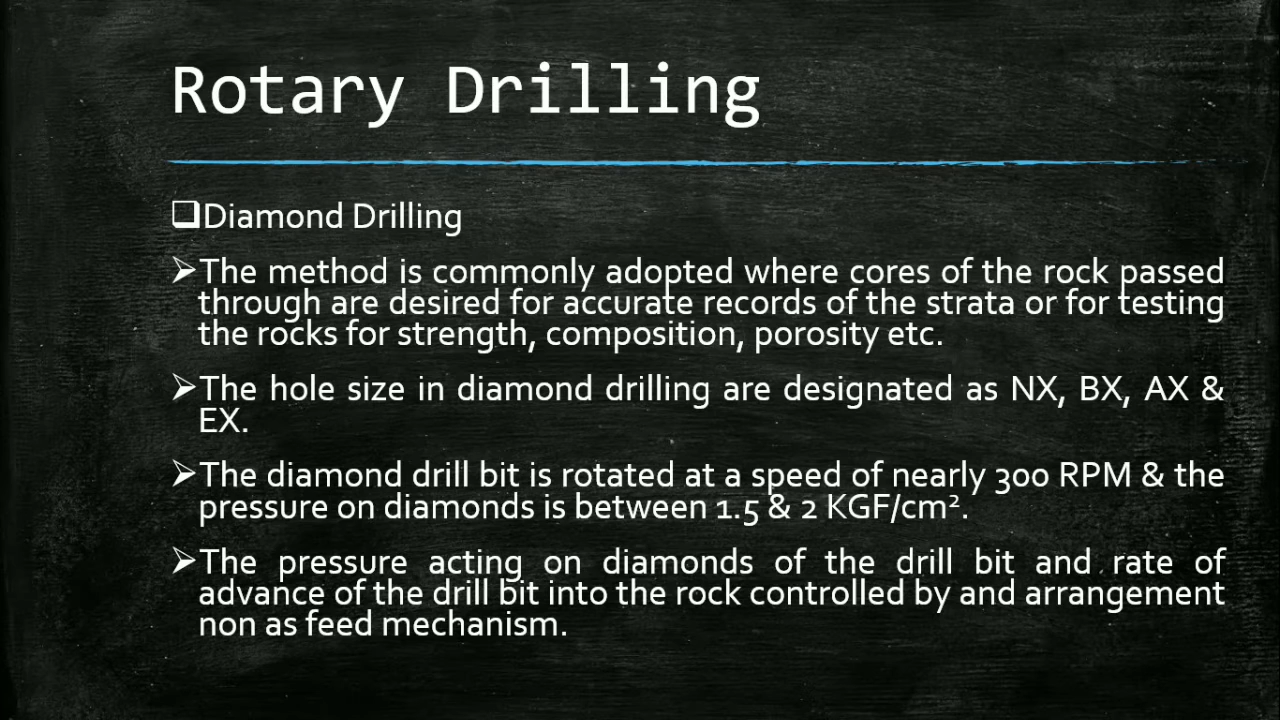 Rotary Drilling
❑Diamond Drilling
➢The method is commonly adopted where cores of the rock passed
through are desired for accurate records of the strata or for testing
the rocks for strength, composition, porosity etc.
➢The hole size in diamond drilling are designated as NX, BX, AX &
EX.
➢The diamond drill bit is rotated at a speed of nearly 300 RPM & the
pressure on diamonds is between 1.5 & 2 KGF/cm².
➢The pressure acting on diamonds of the drill bit and rate of
advance of the drill bit into the rock controlled by and arrangement
non as feed mechanism.